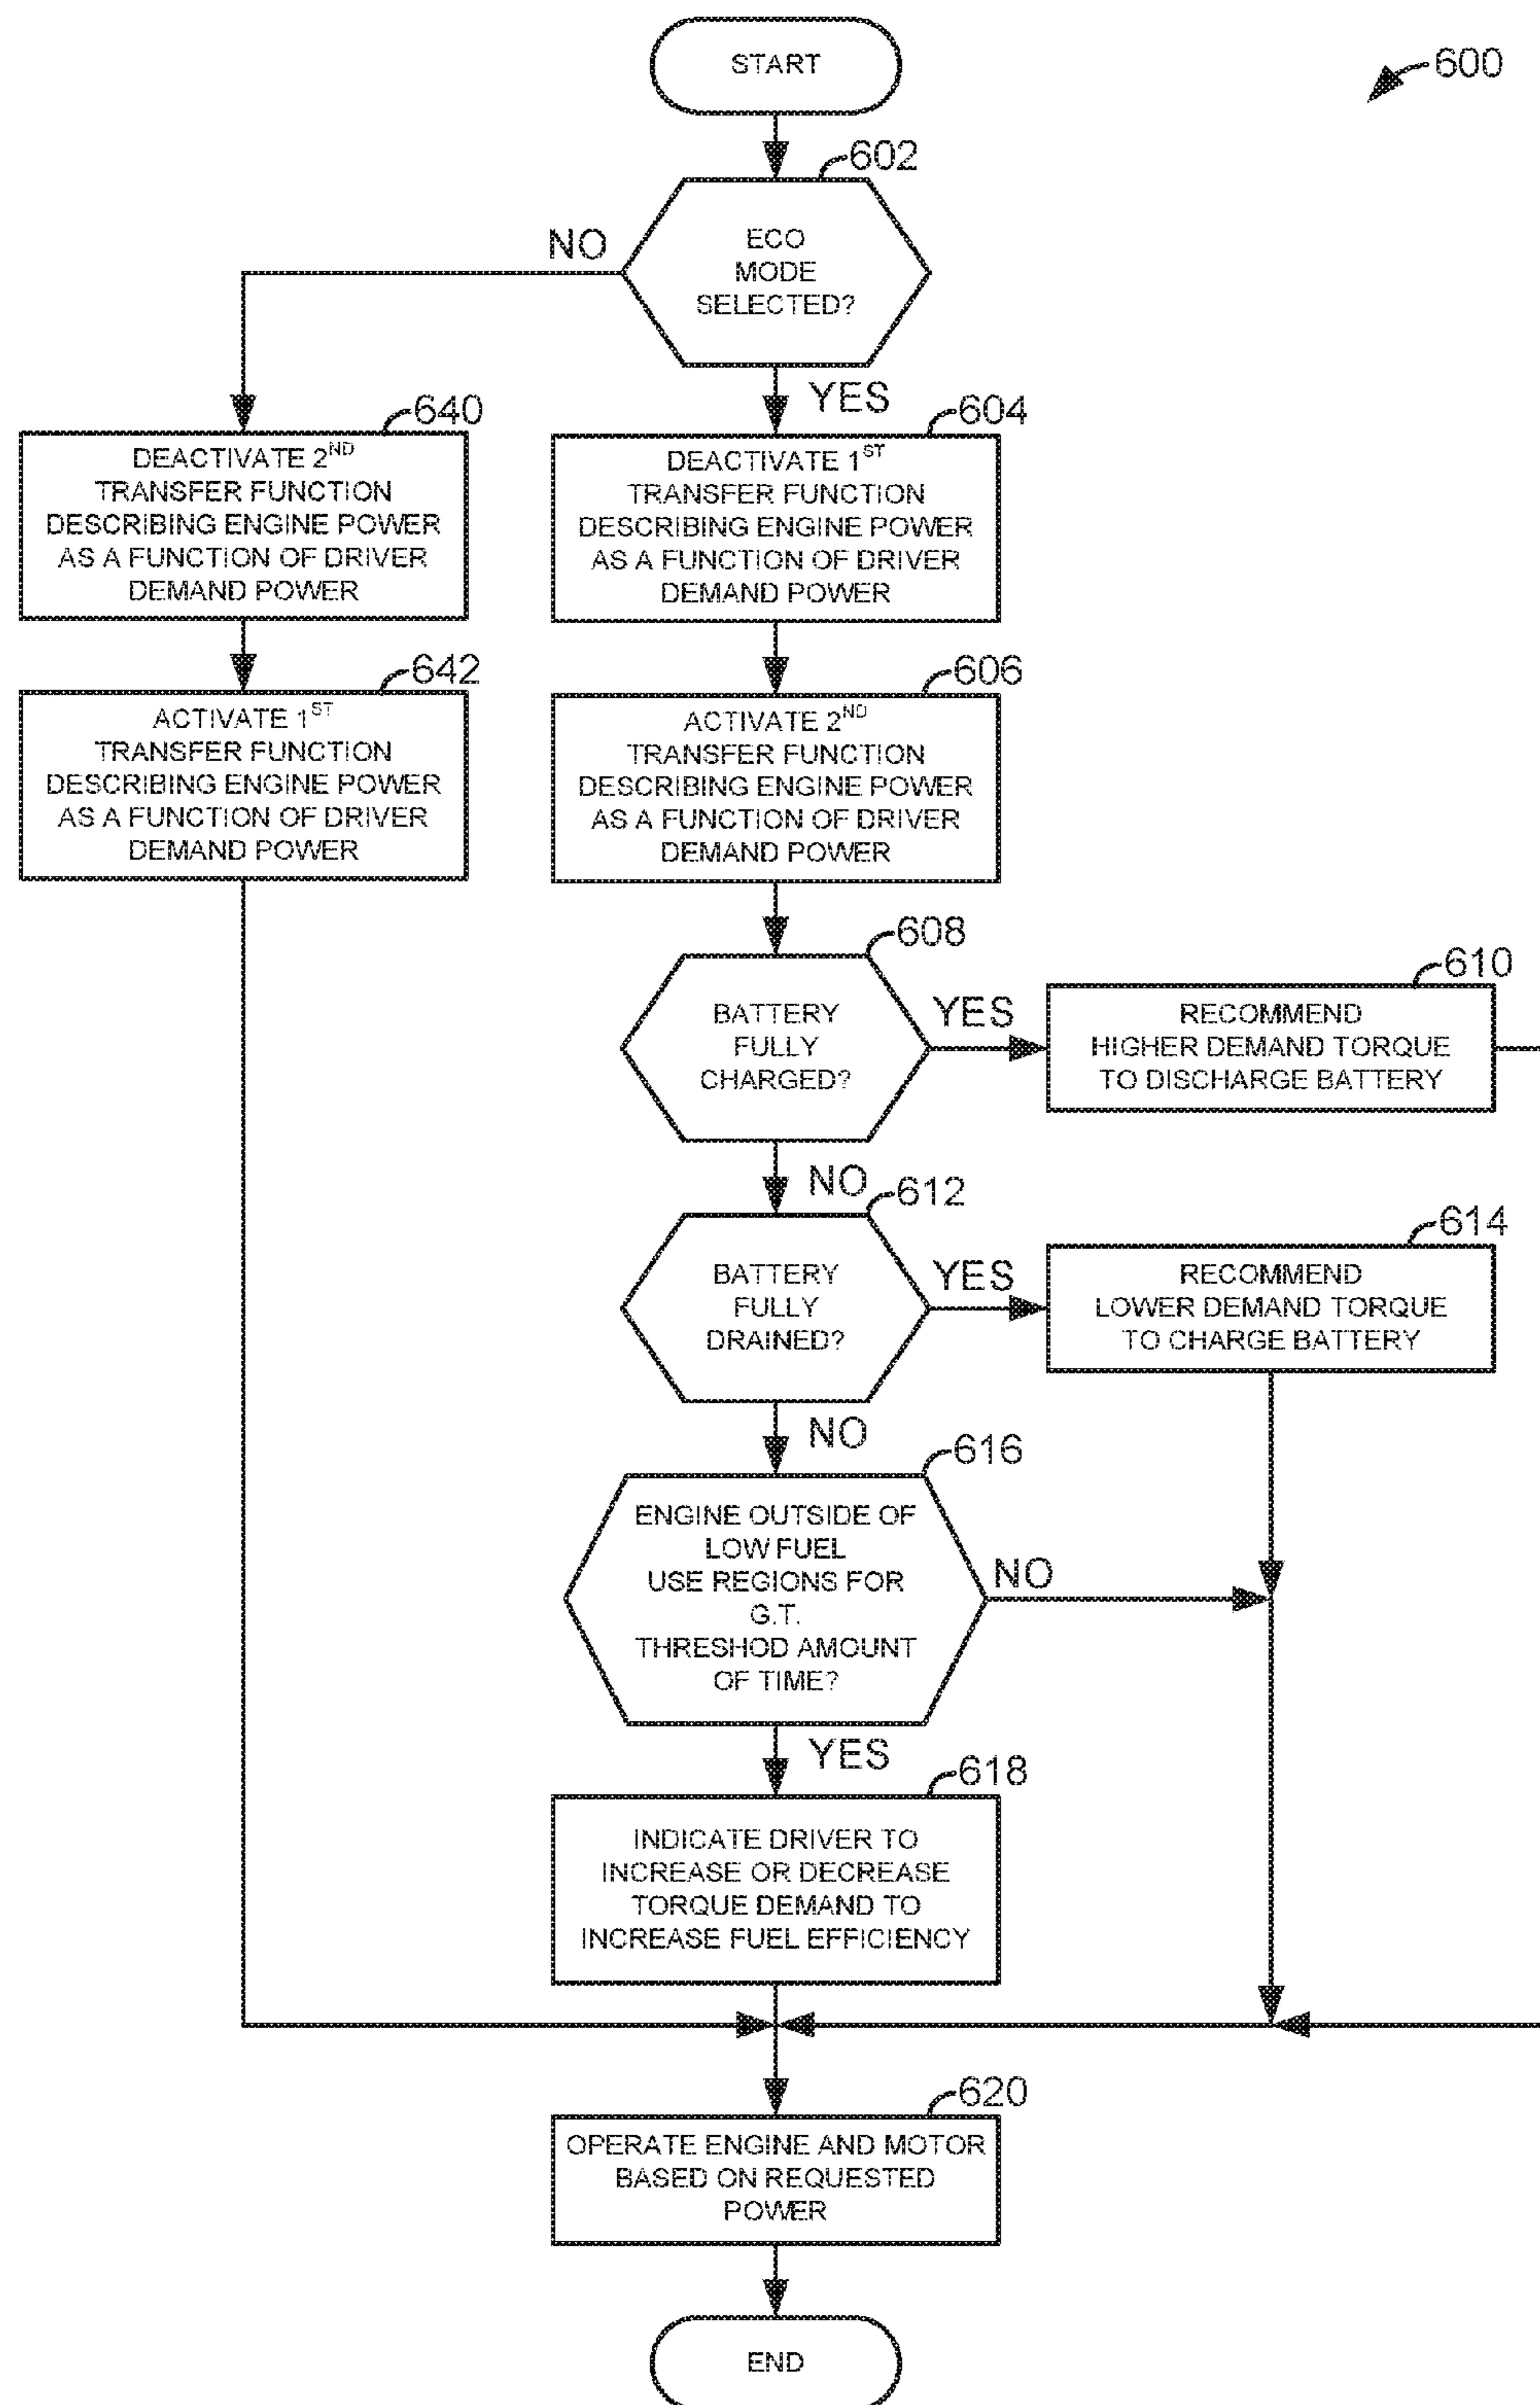 START
600
602
ECO
MODE
SELECTED?
NO
YES
640
DEACTIVATE 2ND
TRANSFER FUNCTION
DESCRIBING ENGINE POWER
AS A FUNCTION OF DRIVER
DEMAND POWER
604
DEACTIVATE 1ST
TRANSFER FUNCTION
DESCRIBING ENGINE POWER
AS A FUNCTION OF DRIVER
DEMAND POWER
642
ACTIVATE 1ST
TRANSFER FUNCTION
DESCRIBING ENGINE POWER
AS A FUNCTION OF DRIVER
DEMAND POWER
606
ACTIVATE 2ND
TRANSFER FUNCTION
DESCRIBING ENGINE POWER
AS A FUNCTION OF DRIVER
DEMAND POWER
608
BATTERY
FULLY
CHARGED?
YES
610
RECOMMEND
HIGHER DEMAND TORQUE
TO DISCHARGE BATTERY
NO
612
BATTERY
FULLY
DRAINED?
YES
614
RECOMMEND
LOWER DEMAND TORQUE
TO CHARGE BATTERY
NO
616
ENGINE OUTSIDE OF
LOW FUEL
USE REGIONS FOR
G.T.
THRESHOD AMOUNT
OF TIME?
NO
YES
618
INDICATE DRIVER TO
INCREASE OR DECREASE
TORQUE DEMAND TO
INCREASE FUEL EFFICIENCY
620
OPERATE ENGINE AND MOTOR
BASED ON REQUESTED
POWER
END